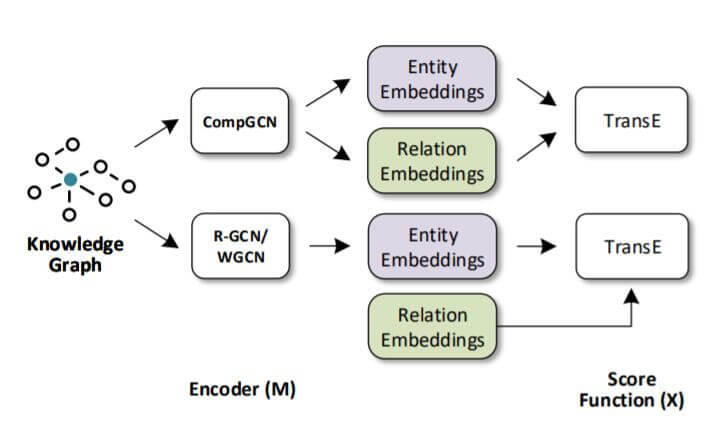 Entity
Embeddings
CompGCN
TransE
Relation
Embeddings
Knowledge
Graph
R-GCN/
WGCN
Entity
Embeddings
TransE
Relation
Embeddings
Encoder (M)
Score
Function (X)